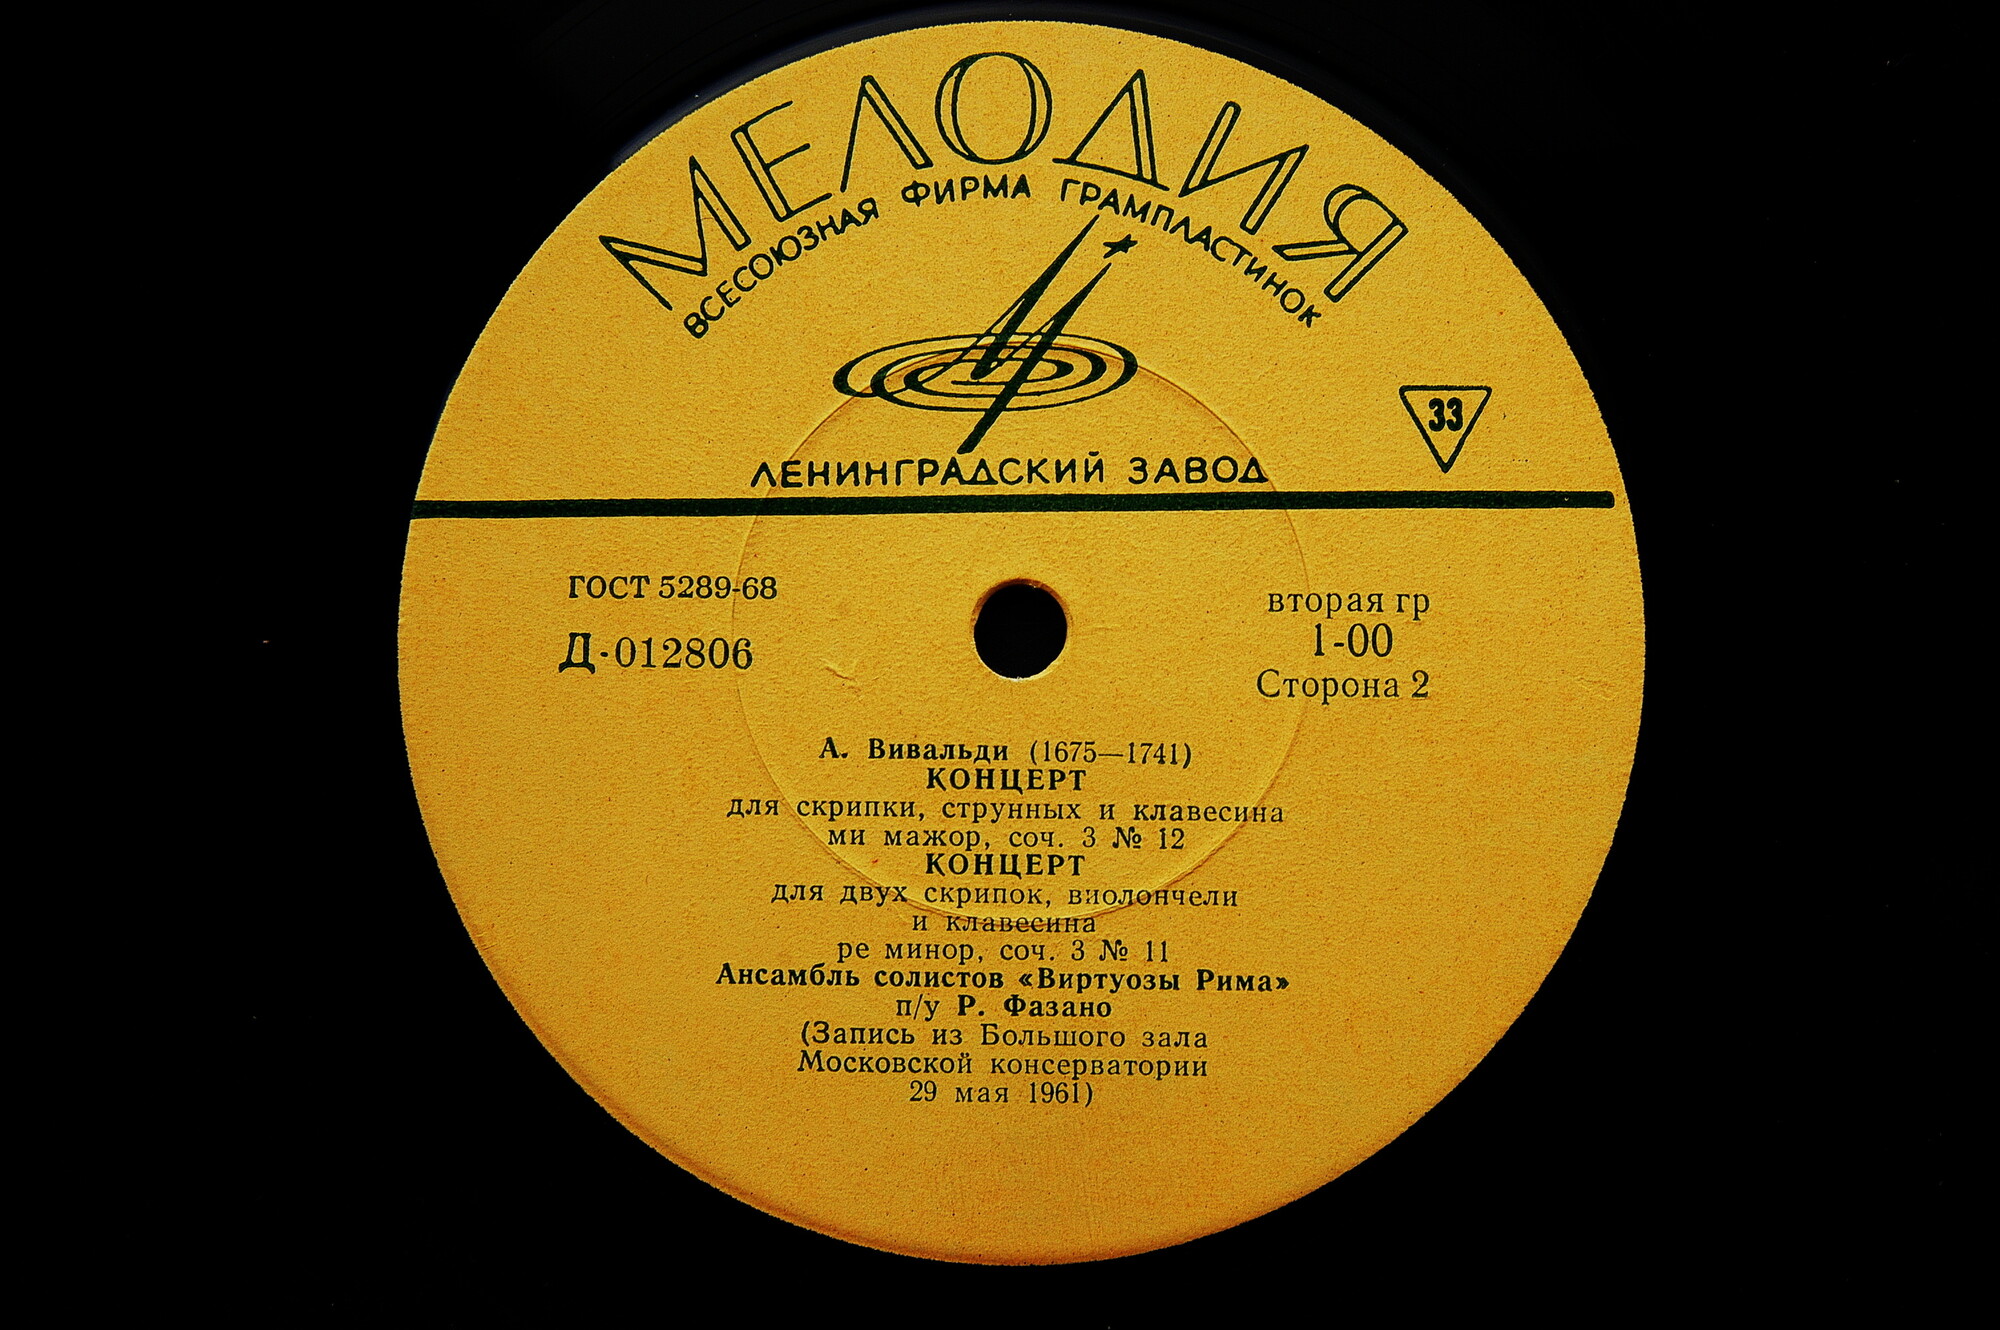 МЕЛОДИЯ
ВСЕСОЮЗНАЯ ФИРМА ГРАМПЛАСТИНОК
33
ЛЕНИНГРАДСКИЙ ЗАВОД
ГОСТ 5289-68
Д-012806
вторая гр
1-00
Сторона 2
А. Вивальди (1675—1741)
КОНЦЕРТ
для скрипки, струнных и клавесина
ми мажор, соч. 3 № 12
КОНЦЕРТ
для двух скрипок, виолончели
и клавесина
ре минор, соч. 3 № 11
Ансамбль солистов «Виртуозы Рима»
п/у Р. Фазано
(Запись из Большого зала
Московской консерватории
29 мая 1961)